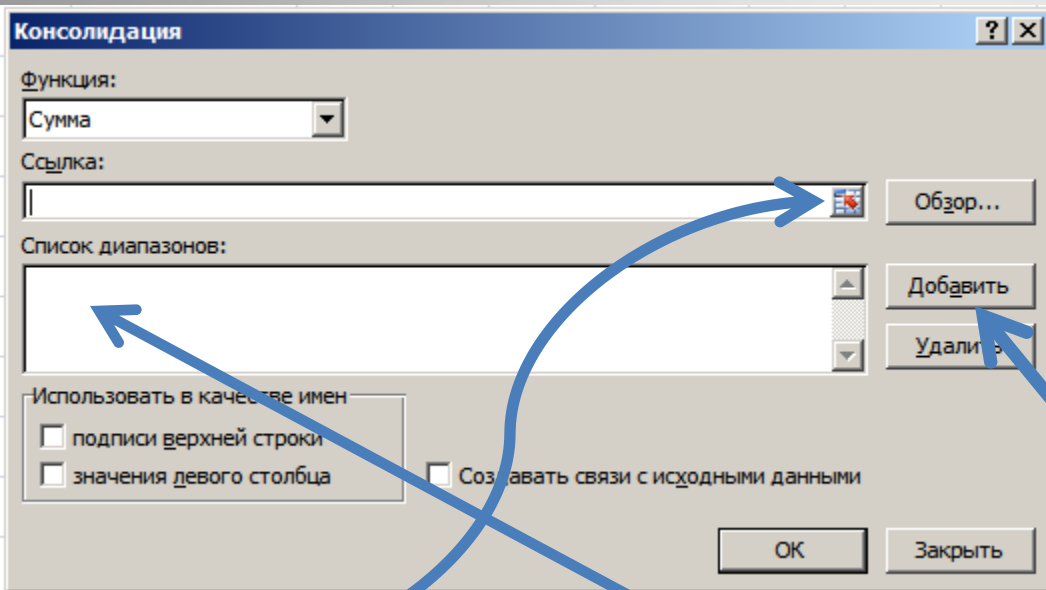 Консолидация
Функция:
Сумма
Ссылка:
Обзор...
Список диапазонов:
Добавить
Удалить
Использовать в качестве имен
подписи верхней строки
значения левого столбца
Создавать связи с исходными данными
ОК
Закрыть